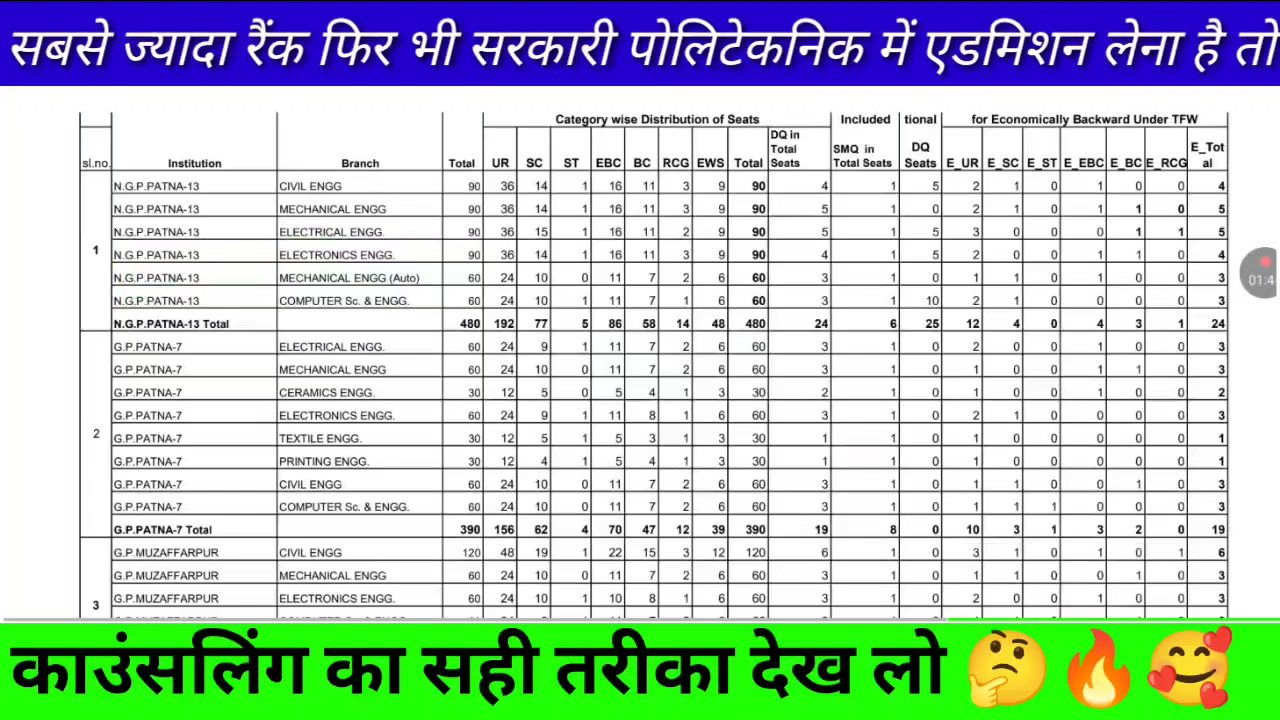 सबसे ज्यादा रैंक फिर भी सरकारी पोलिटेकनिक में एडमिशन लेना है तो
Category wise Distribution of Seats Included tional for Economically Backward Under TFW
sl.no. Institution Branch Total UR SC ST EBC BC RCG EWS Total DQ in Total Seats SMQ in Total Seats DQ Seats E_UR E_SC E_ST E_EBC E_BC E_RCG E_Total
1
N.G.P.PATNA-13 CIVIL ENGG 90 36 14 1 16 11 3 9 90 4 1 5 2 1 0 1 0 0 4
N.G.P.PATNA-13 MECHANICAL ENGG 90 36 14 1 16 11 3 9 90 5 1 0 2 1 0 1 1 0 5
N.G.P.PATNA-13 ELECTRICAL ENGG. 90 36 15 1 16 11 2 9 90 5 1 5 3 0 0 0 1 1 5
N.G.P.PATNA-13 ELECTRONICS ENGG. 90 36 14 1 16 11 3 9 90 4 1 5 2 0 0 1 1 0 4
N.G.P.PATNA-13 MECHANICAL ENGG (Auto) 60 24 10 0 11 7 2 6 60 3 1 0 1 1 0 1 0 0 3
N.G.P.PATNA-13 COMPUTER Sc. & ENGG. 60 24 10 1 11 7 1 6 60 3 1 10 2 1 0 0 0 0 3
N.G.P.PATNA-13 Total 480 192 77 5 86 58 14 48 480 24 6 25 12 4 0 4 3 1 24
2
G.P.PATNA-7 ELECTRICAL ENGG. 60 24 9 1 11 7 2 6 60 3 1 0 2 0 0 1 0 0 3
G.P.PATNA-7 MECHANICAL ENGG 60 24 10 0 11 7 2 6 60 3 1 0 1 0 0 1 1 0 3
G.P.PATNA-7 CERAMICS ENGG. 30 12 5 0 5 4 1 3 30 2 1 0 1 0 0 1 0 0 2
G.P.PATNA-7 ELECTRONICS ENGG. 60 24 9 1 11 8 1 6 60 3 1 0 2 1 0 0 0 0 3
G.P.PATNA-7 TEXTILE ENGG. 30 12 5 1 5 3 1 3 30 1 1 0 1 0 0 0 0 0 1
G.P.PATNA-7 PRINTING ENGG. 30 12 4 1 5 4 1 3 30 1 1 0 1 0 0 0 0 0 1
G.P.PATNA-7 CIVIL ENGG 60 24 10 0 11 7 2 6 60 3 1 0 1 1 0 0 1 0 3
G.P.PATNA-7 COMPUTER Sc. & ENGG. 60 24 10 0 11 7 2 6 60 3 1 0 1 1 1 0 0 0 3
G.P.PATNA-7 Total 390 156 62 4 70 47 12 39 390 19 8 0 10 3 1 3 2 0 19
3
G.P.MUZAFFARPUR CIVIL ENGG 120 48 19 1 22 15 3 12 120 6 1 0 3 1 0 1 0 1 6
G.P.MUZAFFARPUR MECHANICAL ENGG 60 24 10 0 11 7 2 6 60 3 1 0 1 1 0 0 1 0 3
G.P.MUZAFFARPUR ELECTRONICS ENGG. 60 24 10 1 10 8 1 6 60 3 1 0 2 0 0 1 0 0 3
01:4
काउंसलिंग का सही तरीका देख लो